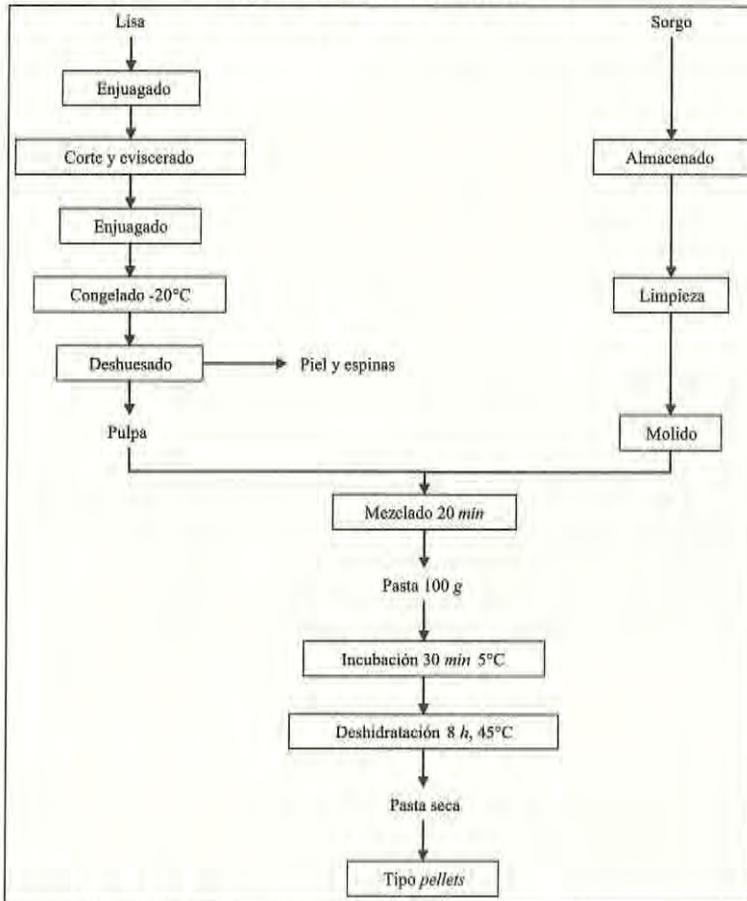 Lisa
Sorgo
Enjuagado
Corte y eviscerado
Almacenado
Enjuagado
Congelado -20°C
Limpieza
Deshuesado
Piel y espinas
Pulpa
Molido
Mezclado 20 min
Pasta 100 g
Incubación 30 min 5°C
Deshidratación 8 h, 45°C
Pasta seca
Tipo pellets